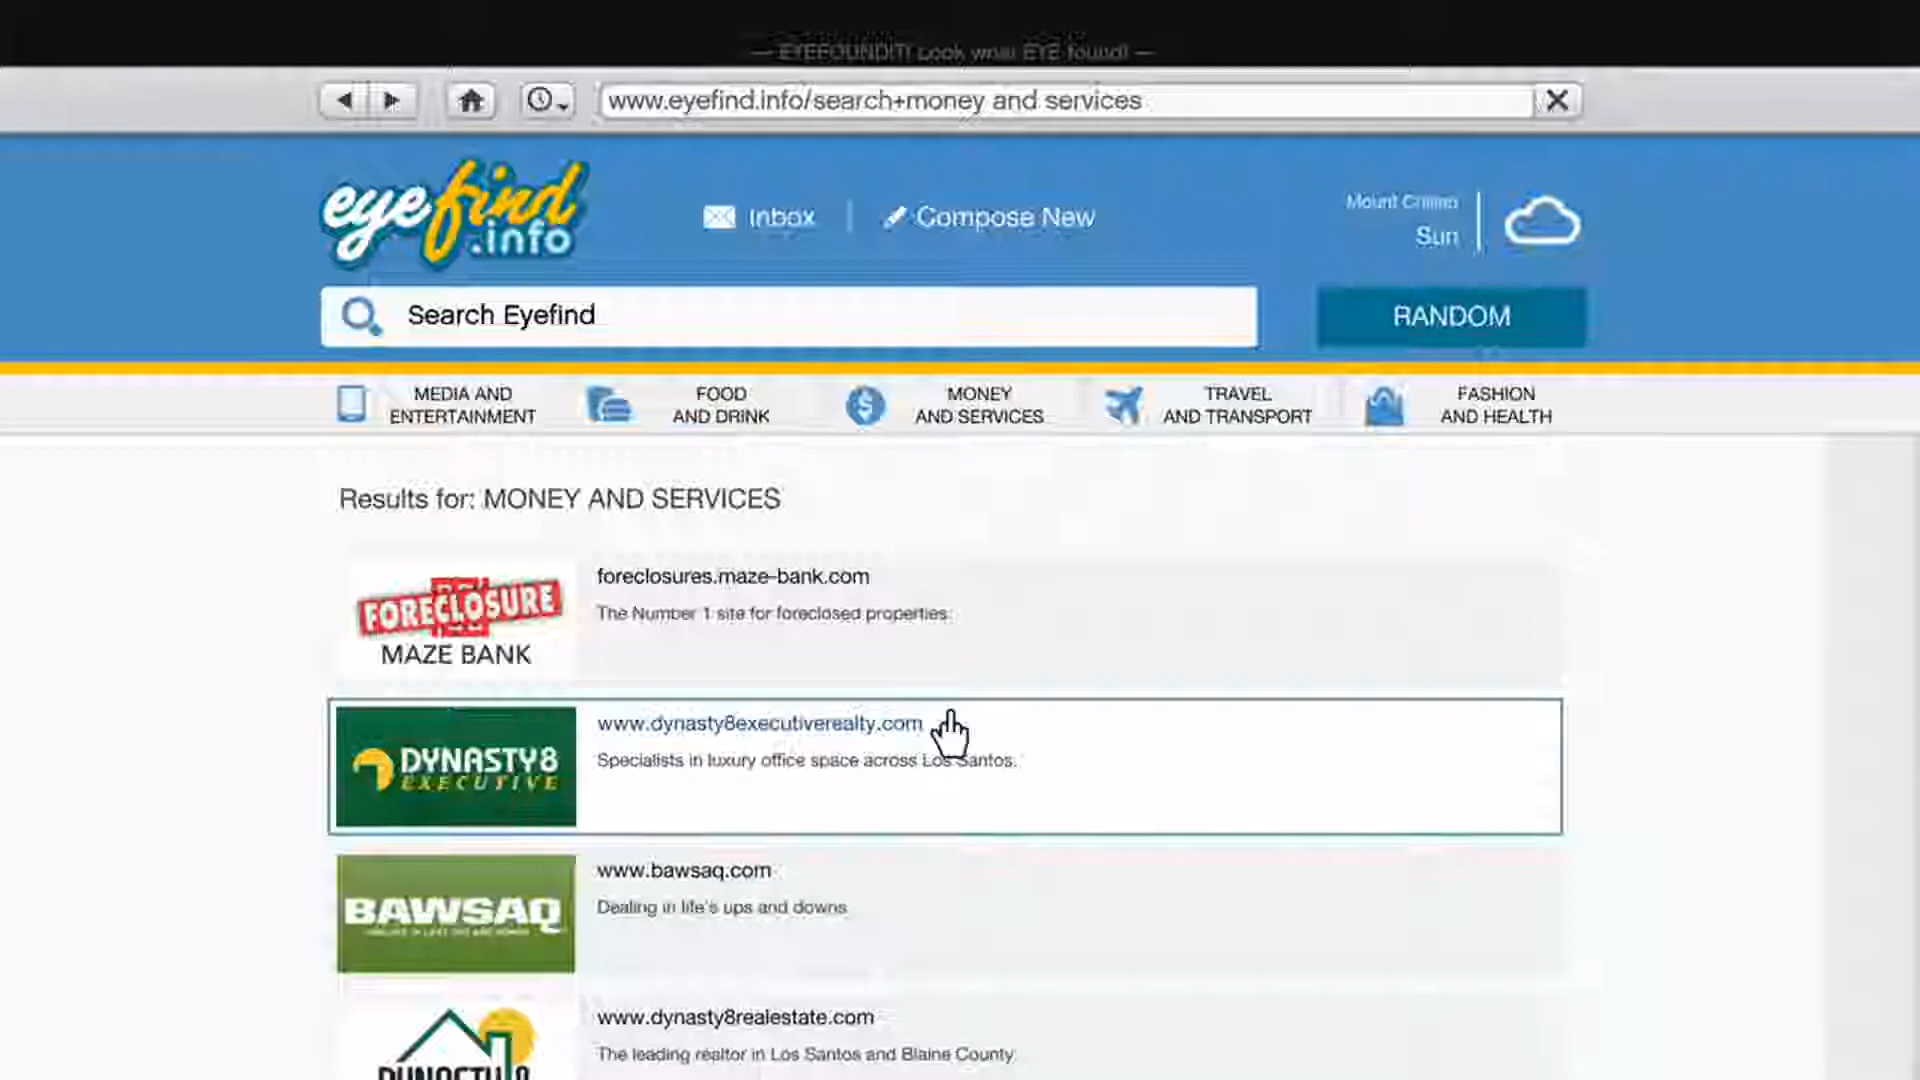 — EYEFOUNDIT! Look what EYE found! —
www.eyefind.info/search+money and services
eyefind.info
Inbox
Compose New
Mount Chiliad
Sun
Search Eyefind
RANDOM
MEDIA AND ENTERTAINMENT
FOOD AND DRINK
MONEY AND SERVICES
TRAVEL AND TRANSPORT
FASHION AND HEALTH
Results for: MONEY AND SERVICES
FORECLOSURE
MAZE BANK
foreclosures.maze-bank.com
The Number 1 site for foreclosed properties.
DYNASTY8
EXECUTIVE
www.dynasty8executiverealty.com
Specialists in luxury office space across Los Santos.
BAWSAQ
www.bawsaq.com
Dealing in life's ups and downs
DYNASTY8
www.dynasty8realestate.com
The leading realtor in Los Santos and Blaine County